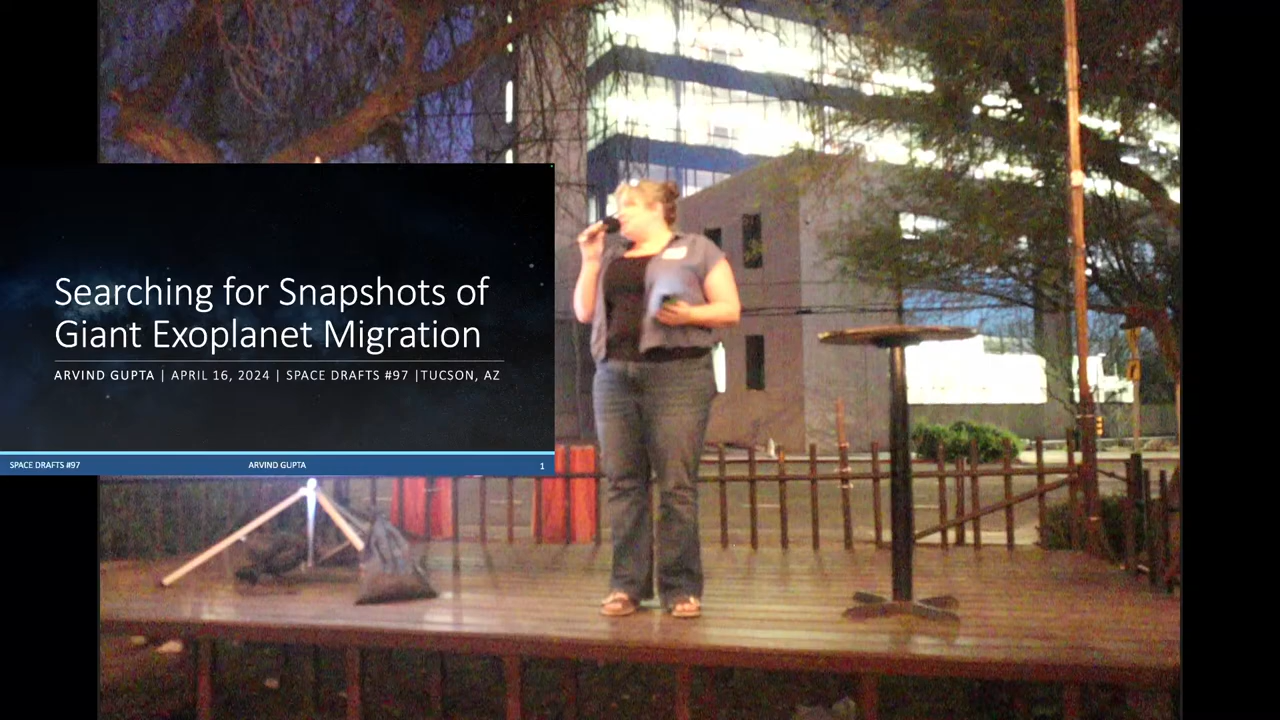 Searching for Snapshots of
Giant Exoplanet Migration
ARVIND GUPTA | APRIL 16, 2024 | SPACE DRAFTS #97 |TUCSON, AZ
SPACE DRAFTS #97 ARVIND GUPTA 1